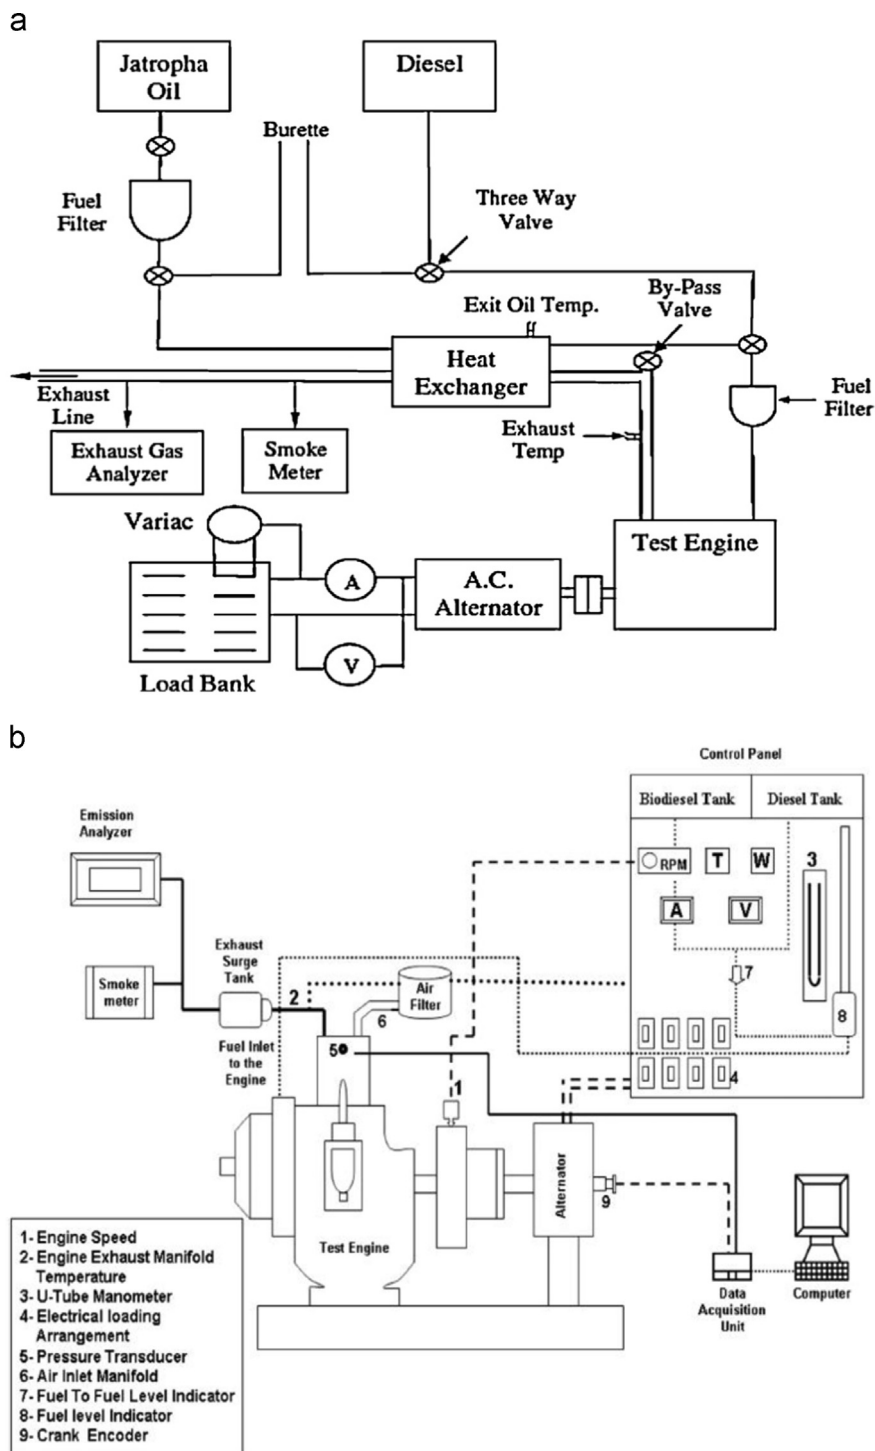 a
Jatropha
Oil
Diesel
Burette
Fuel
Filter
Three Way
Valve
By-Pass
Valve
Exit Oil Temp.
Heat
Exchanger
Exhaust
Line
Fuel
Filter
Exhaust Gas
Analyzer
Smoke
Meter
Exhaust
Temp
Variac
Test Engine
A
A.C.
Alternator
V
Load Bank
b
Control Panel
Emission
Analyzer
Biodiesel Tank
Diesel Tank
RPM
T
W
3
A
V
Exhaust
Surge
Tank
Smoke
meter
2
Air
Filter
6
7
8
Fuel Inlet
to the
Engine
5
1
4
Alternator
9
Test Engine
Data
Acquisition
Unit
Computer
1- Engine Speed
2- Engine Exhaust Manifold
Temperature
3- U-Tube Manometer
4- Electrical loading
Arrangement
5- Pressure Transducer
6- Air Inlet Manifold
7- Fuel To Fuel Level Indicator
8- Fuel level Indicator
9- Crank Encoder